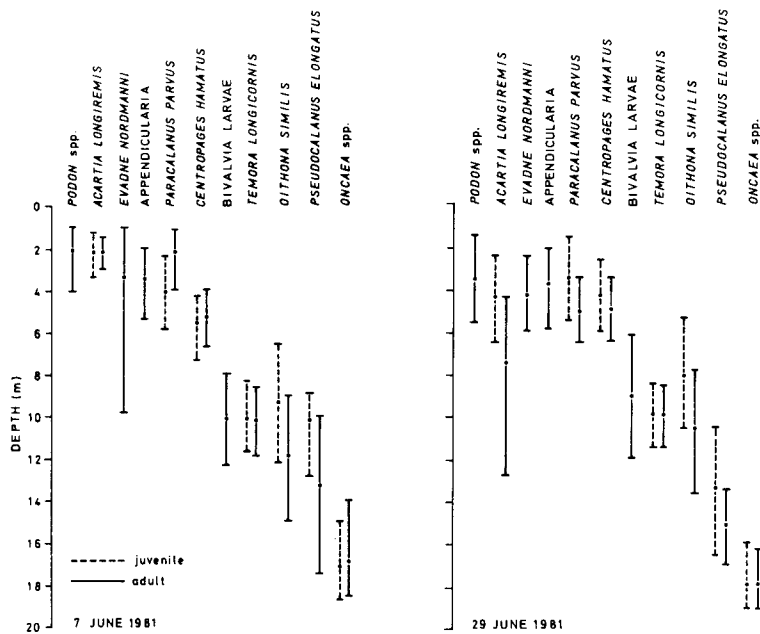 PODON spp.
ACARTIA LONGIREMIS
EVADNE NORDMANNI
APPENDICULARIA
PARACALANUS PARVUS
CENTROPAGES HAMATUS
BIVALVIA LARVAE
TEMORA LONGICORNIS
OITHONA SIMILIS
PSEUDOCALANUS ELONGATUS
ONCAEA spp.
0
2
4
6
8
10
12
14
16
18
20
DEPTH (m)
juvenile
adult
7 JUNE 1981
PODON spp.
ACARTIA LONGIREMIS
EVADNE NORDMANNI
APPENDICULARIA
PARACALANUS PARVUS
CENTROPAGES HAMATUS
BIVALVIA LARVAE
TEMORA LONGICORNIS
OITHONA SIMILIS
PSEUDOCALANUS ELONGATUS
ONCAEA spp.
29 JUNE 1981